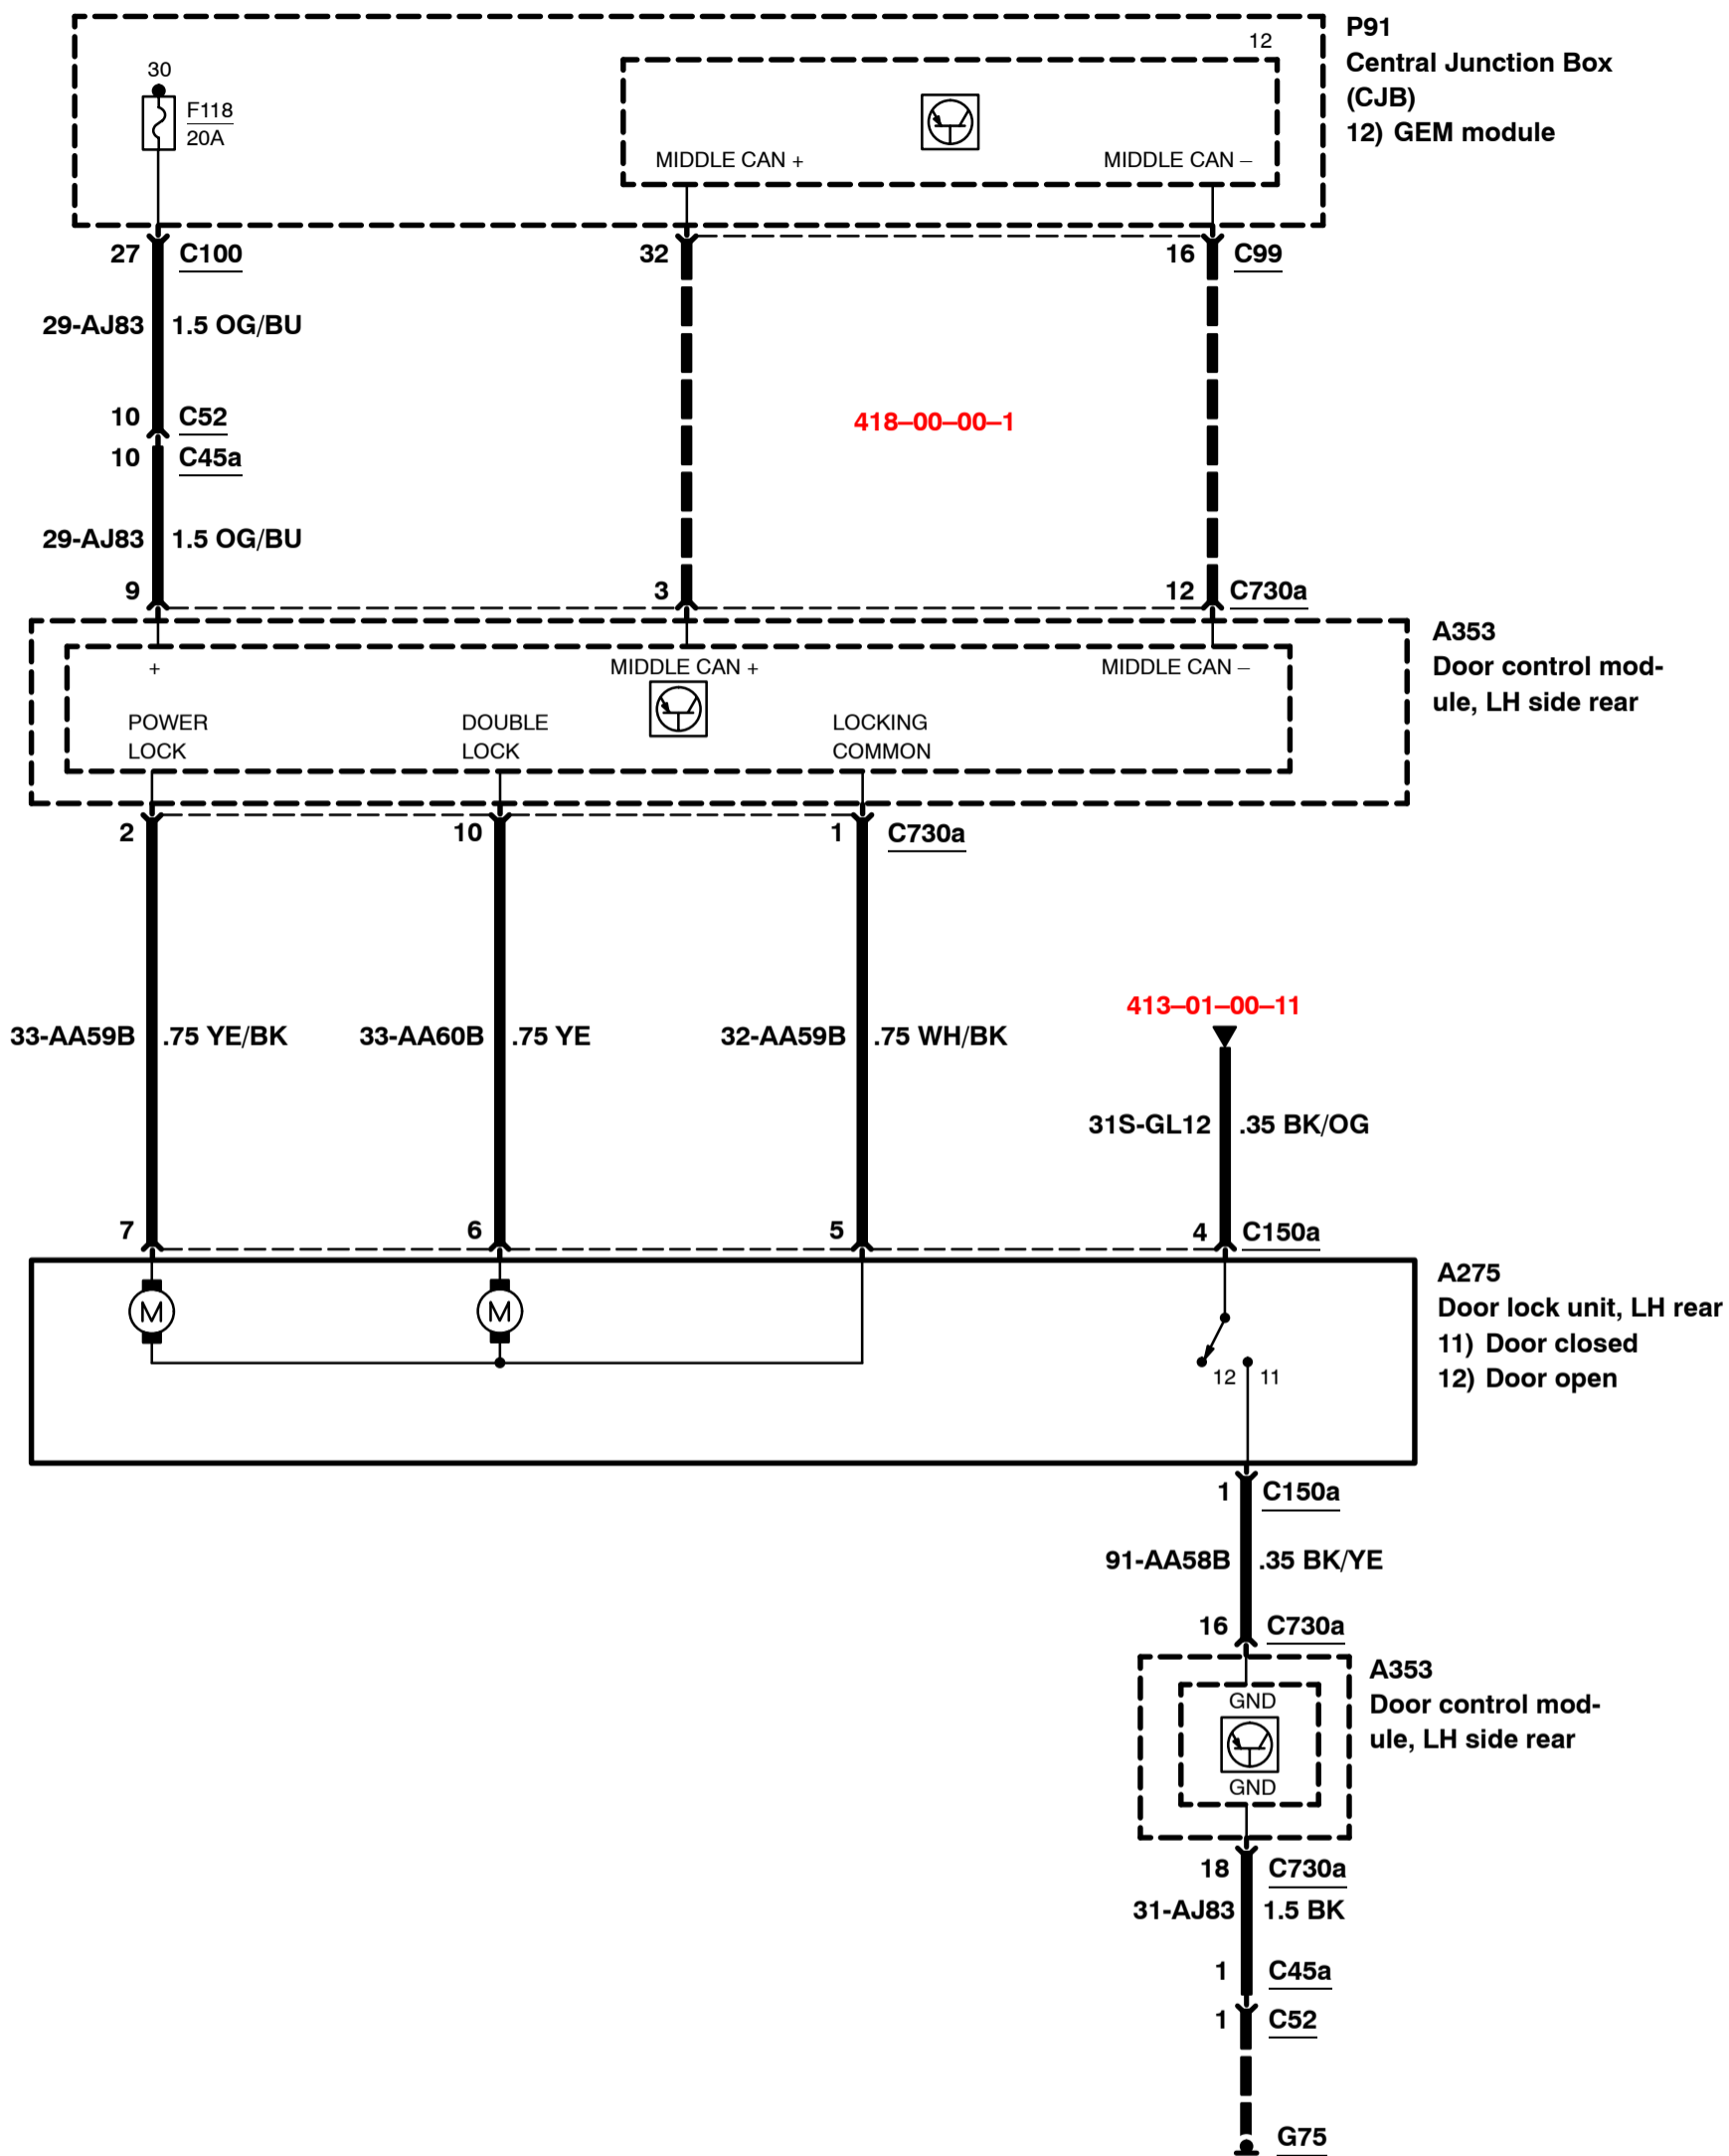 P91
Central Junction Box
(CJB)
12) GEM module
12
30
F118
20A
MIDDLE CAN +
MIDDLE CAN –
27 C100
32
16 C99
29-AJ83 1.5 OG/BU
418–00–00–1
10 C52
10 C45a
29-AJ83 1.5 OG/BU
9
3
12 C730a
A353
Door control mod-
ule, LH side rear
+
MIDDLE CAN +
MIDDLE CAN –
POWER
LOCK
DOUBLE
LOCK
LOCKING
COMMON
2
10
1 C730a
413–01–00–11
33-AA59B .75 YE/BK
33-AA60B .75 YE
32-AA59B .75 WH/BK
31S-GL12 .35 BK/OG
7
6
5
4 C150a
A275
Door lock unit, LH rear
11) Door closed
12) Door open
M
M
12
11
1 C150a
91-AA58B .35 BK/YE
16 C730a
A353
Door control mod-
ule, LH side rear
GND
GND
18 C730a
31-AJ83 1.5 BK
1 C45a
1 C52
G75